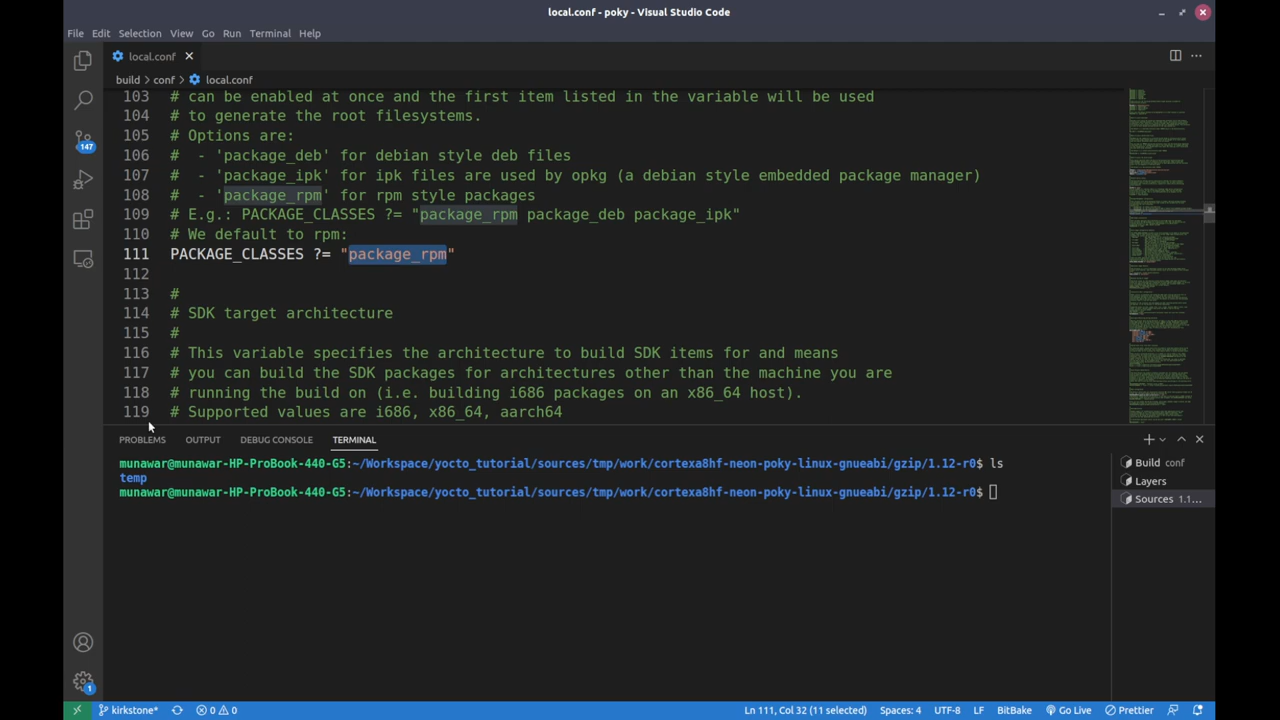 local.conf - poky - Visual Studio Code
File Edit Selection View Go Run Terminal Help
local.conf
build > conf > local.conf
103 # can be enabled at once and the first item listed in the variable will be used
104 # to generate the root filesystems.
105 # Options are:
106 #  - 'package_deb' for debian style deb files
107 #  - 'package_ipk' for ipk files are used by opkg (a debian style embedded package manager)
108 #  - 'package_rpm' for rpm style packages
109 # E.g.: PACKAGE_CLASSES ?= "package_rpm package_deb package_ipk"
110 # We default to rpm:
111 PACKAGE_CLASSES ?= "package_rpm"
112
113 #
114 # SDK target architecture
115 #
116 # This variable specifies the architecture to build SDK items for and means
117 # you can build the SDK packages for architectures other than the machine you are
118 # running the build on (i.e. building i686 packages on an x86_64 host).
119 # Supported values are i686, x86_64, aarch64
147
PROBLEMS OUTPUT DEBUG CONSOLE TERMINAL
munawar@munawar-HP-ProBook-440-G5:~/Workspace/yocto_tutorial/sources/tmp/work/cortexa8hf-neon-poky-linux-gnueabi/gzip/1.12-r0$ ls
temp
munawar@munawar-HP-ProBook-440-G5:~/Workspace/yocto_tutorial/sources/tmp/work/cortexa8hf-neon-poky-linux-gnueabi/gzip/1.12-r0$
Build conf
Layers
Sources 1.1...
1
kirkstone* 0 0 Ln 111, Col 32 (11 selected) Spaces: 4 UTF-8 LF BitBake Go Live Prettier